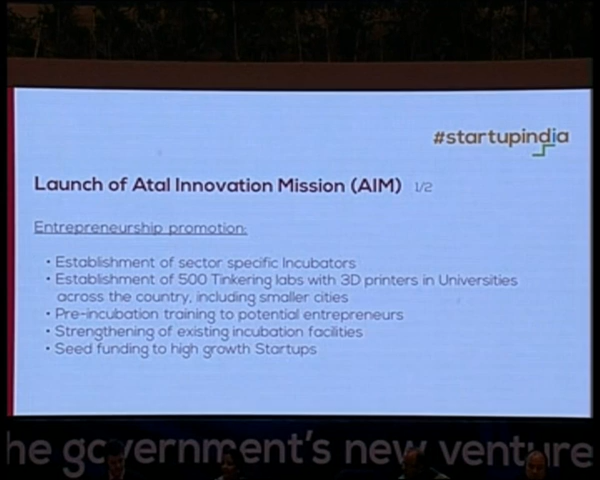 #startupindia
Launch of Atal Innovation Mission (AIM) 1/2
Entrepreneurship promotion:
• Establishment of sector specific Incubators
• Establishment of 500 Tinkering labs with 3D printers in Universities
across the country, including smaller cities
• Pre-incubation training to potential entrepreneurs
• Strengthening of existing incubation facilities
• Seed funding to high growth Startups
he government's new venture